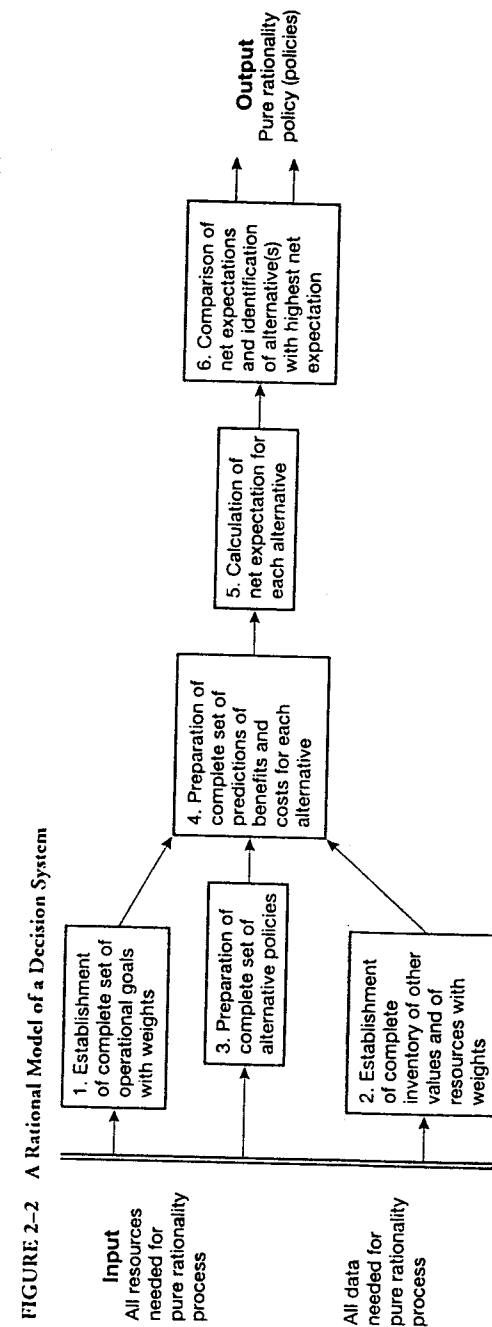 FIGURE 2–2 A Rational Model of a Decision System
Input
All resources
needed for
pure rationality
process
All data
needed for
pure rationality
process
1. Establishment
of complete set of
operational goals
with weights
3. Preparation of
complete set of
alternative policies
2. Establishment
of complete
inventory of other
values and of
resources with
weights
4. Preparation of
complete set of
predictions of
benefits and
costs for each
alternative
5. Calculation of
net expectation for
each alternative
6. Comparison of
net expectations
and identification
of alternative(s)
with highest net
expectation
Output
Pure rationality
policy (policies)